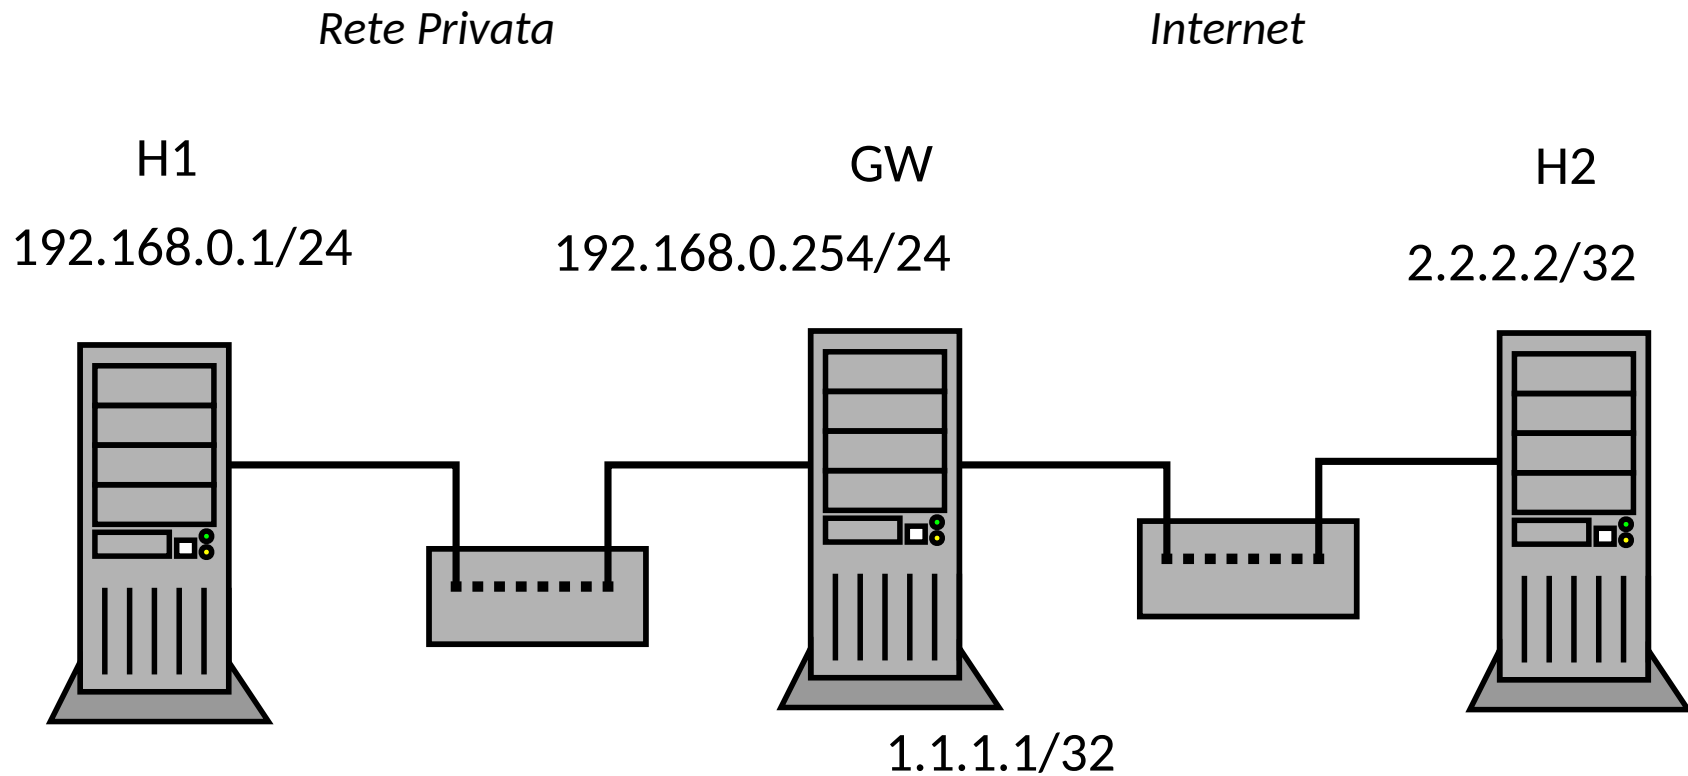 Rete Privata
Internet
H1
GW
H2
192.168.0.1/24
192.168.0.254/24
2.2.2.2/32
1.1.1.1/32